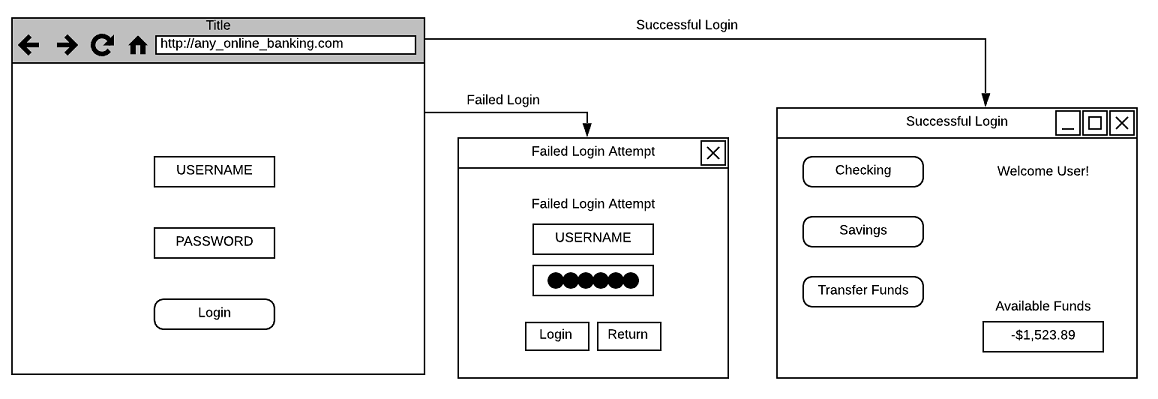 Title
http://any_online_banking.com
USERNAME
PASSWORD
Login
Failed Login
Successful Login
Failed Login Attempt
Failed Login Attempt
USERNAME
Login
Return
Successful Login
Checking
Welcome User!
Savings
Transfer Funds
Available Funds
-$1,523.89